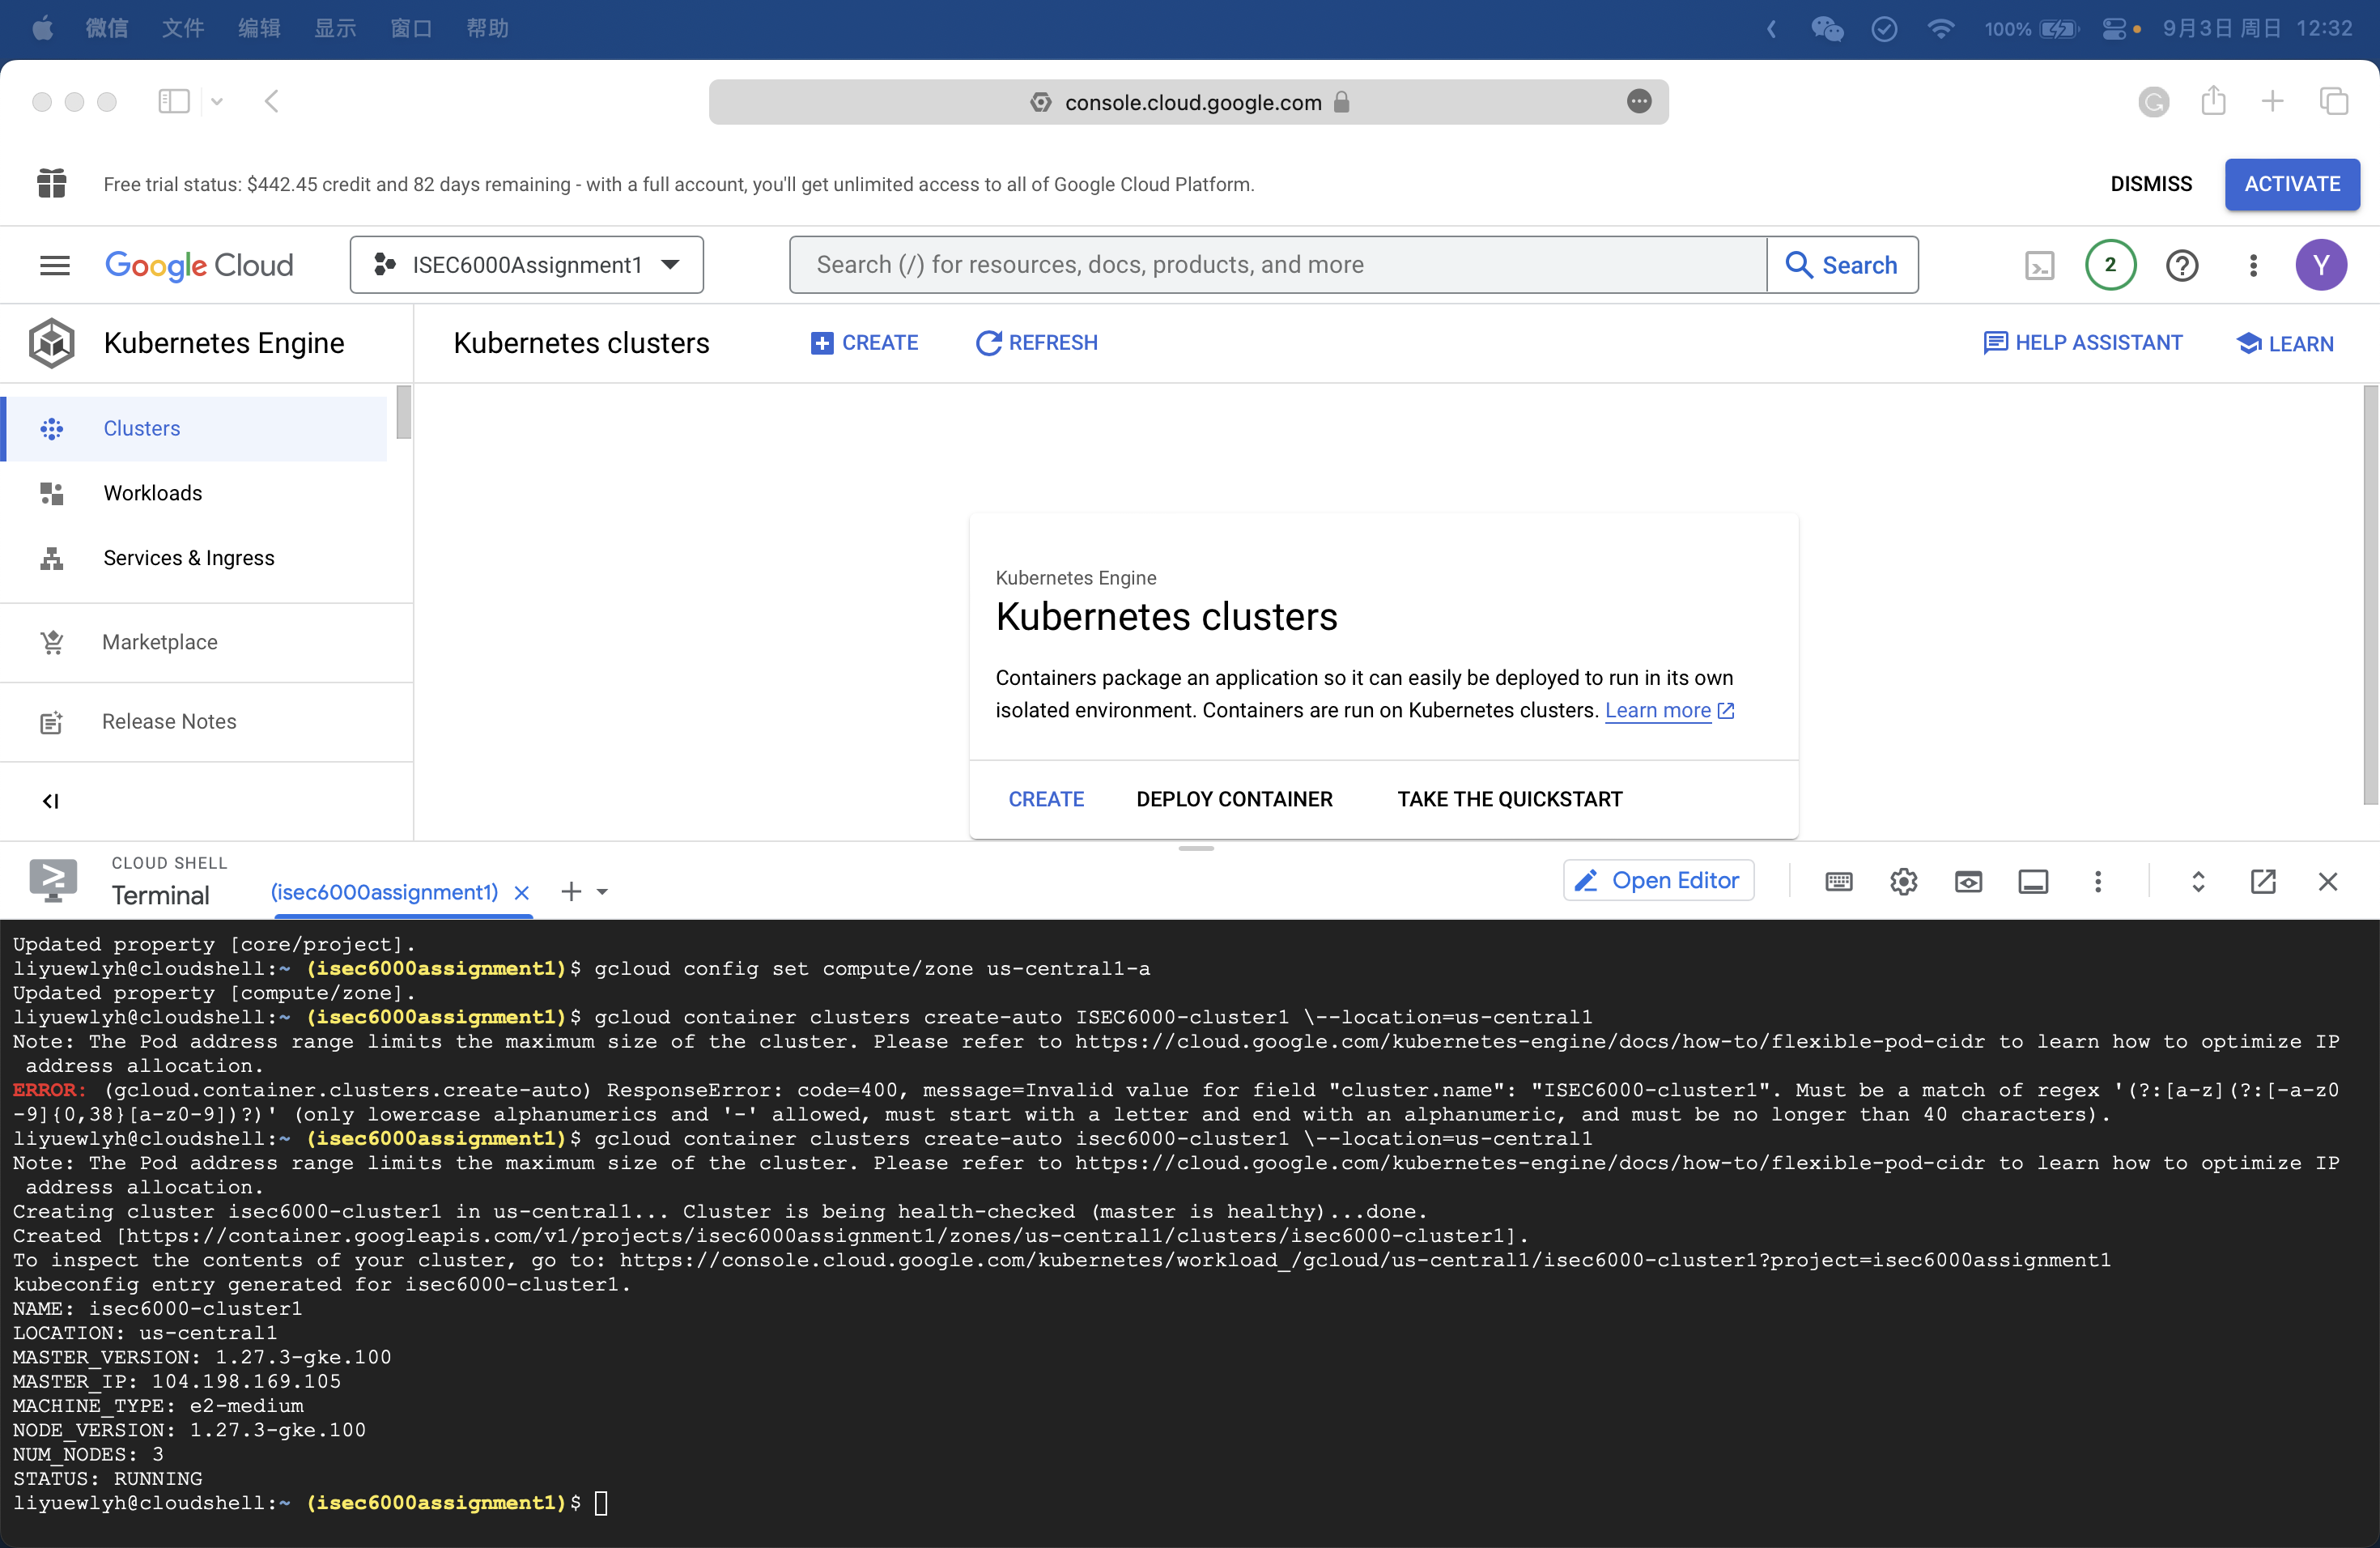 微信 文件 编辑 显示 窗口 帮助 100% 9月3日 周日 12:32
console.cloud.google.com
Free trial status: $442.45 credit and 82 days remaining - with a full account, you'll get unlimited access to all of Google Cloud Platform. DISMISS ACTIVATE
Google Cloud ISEC6000Assignment1 Search (/) for resources, docs, products, and more Search 2 Y
Kubernetes Engine Kubernetes clusters CREATE REFRESH HELP ASSISTANT LEARN
Clusters
Workloads
Services & Ingress
Marketplace
Release Notes
Kubernetes Engine
Kubernetes clusters
Containers package an application so it can easily be deployed to run in its own
isolated environment. Containers are run on Kubernetes clusters. Learn more
CREATE DEPLOY CONTAINER TAKE THE QUICKSTART
CLOUD SHELL
Terminal (isec6000assignment1) Open Editor
Updated property [core/project].
liyuewlyh@cloudshell:~ (isec6000assignment1)$ gcloud config set compute/zone us-central1-a
Updated property [compute/zone].
liyuewlyh@cloudshell:~ (isec6000assignment1)$ gcloud container clusters create-auto ISEC6000-cluster1 \--location=us-central1
Note: The Pod address range limits the maximum size of the cluster. Please refer to https://cloud.google.com/kubernetes-engine/docs/how-to/flexible-pod-cidr to learn how to optimize IP
address allocation.
ERROR: (gcloud.container.clusters.create-auto) ResponseError: code=400, message=Invalid value for field "cluster.name": "ISEC6000-cluster1". Must be a match of regex '(?:[a-z](?:[-a-z0
-9]{0,38}[a-z0-9])?)' (only lowercase alphanumerics and '-' allowed, must start with a letter and end with an alphanumeric, and must be no longer than 40 characters).
liyuewlyh@cloudshell:~ (isec6000assignment1)$ gcloud container clusters create-auto isec6000-cluster1 \--location=us-central1
Note: The Pod address range limits the maximum size of the cluster. Please refer to https://cloud.google.com/kubernetes-engine/docs/how-to/flexible-pod-cidr to learn how to optimize IP
address allocation.
Creating cluster isec6000-cluster1 in us-central1... Cluster is being health-checked (master is healthy)...done.
Created [https://container.googleapis.com/v1/projects/isec6000assignment1/zones/us-central1/clusters/isec6000-cluster1].
To inspect the contents of your cluster, go to: https://console.cloud.google.com/kubernetes/workload_/gcloud/us-central1/isec6000-cluster1?project=isec6000assignment1
kubeconfig entry generated for isec6000-cluster1.
NAME: isec6000-cluster1
LOCATION: us-central1
MASTER_VERSION: 1.27.3-gke.100
MASTER_IP: 104.198.169.105
MACHINE_TYPE: e2-medium
NODE_VERSION: 1.27.3-gke.100
NUM_NODES: 3
STATUS: RUNNING
liyuewlyh@cloudshell:~ (isec6000assignment1)$